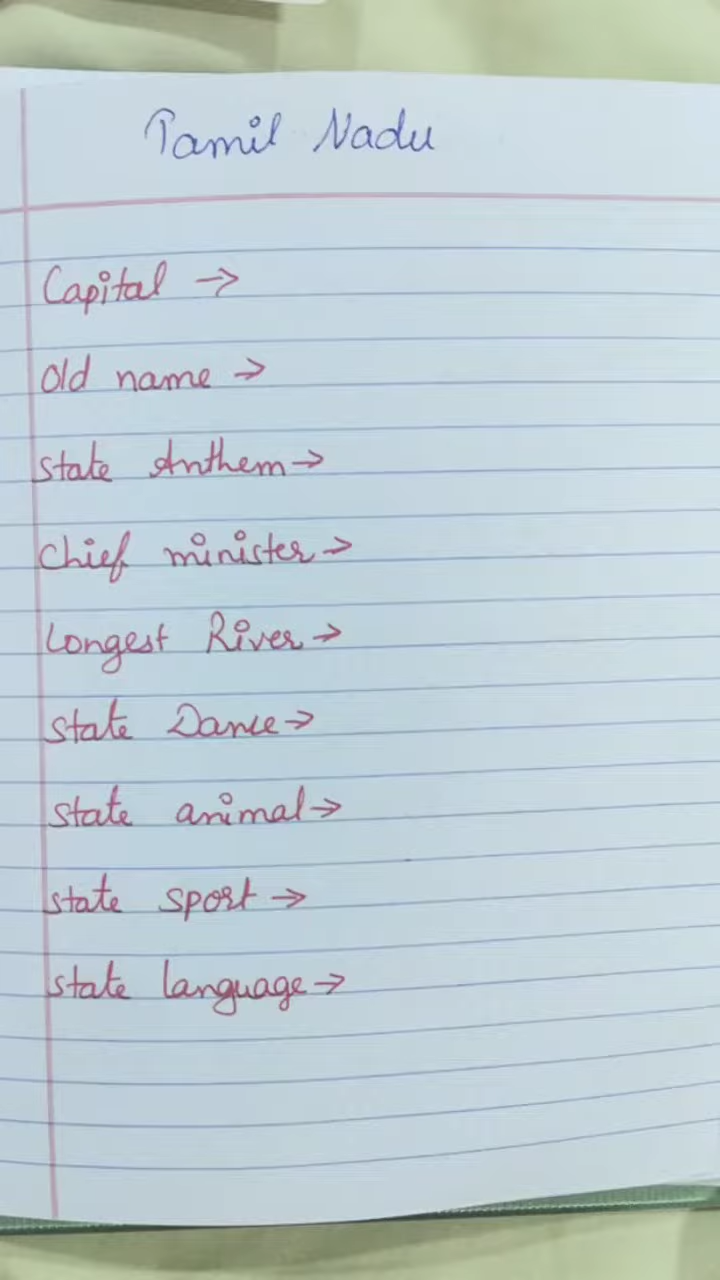 Tamil Nadu
Capital →
Old name →
State Anthem →
Chief minister →
Longest River →
State Dance →
State animal →
State sport →
State language →